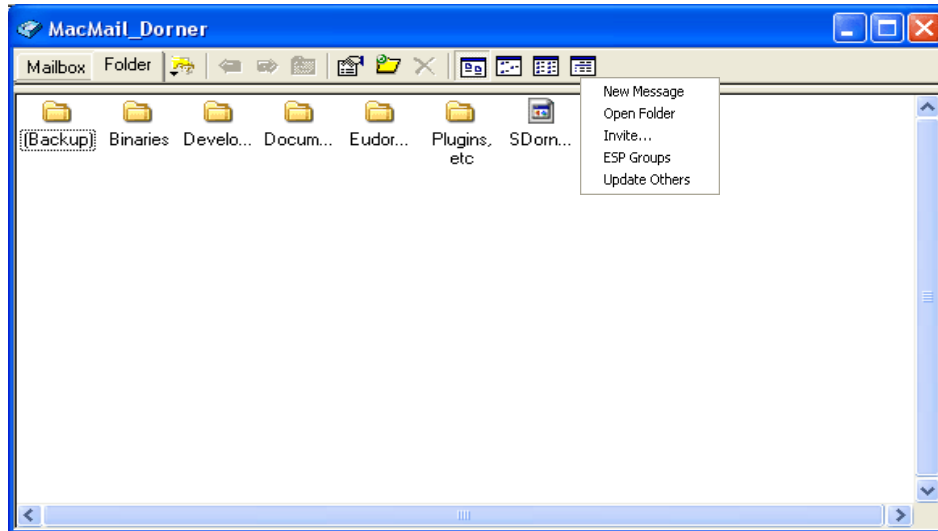 MacMail_Dorner
Mailbox Folder
New Message
Open Folder
Invite...
ESP Groups
Update Others
(Backup) Binaries Develo... Docum... Eudor... Plugins, etc SDorn...